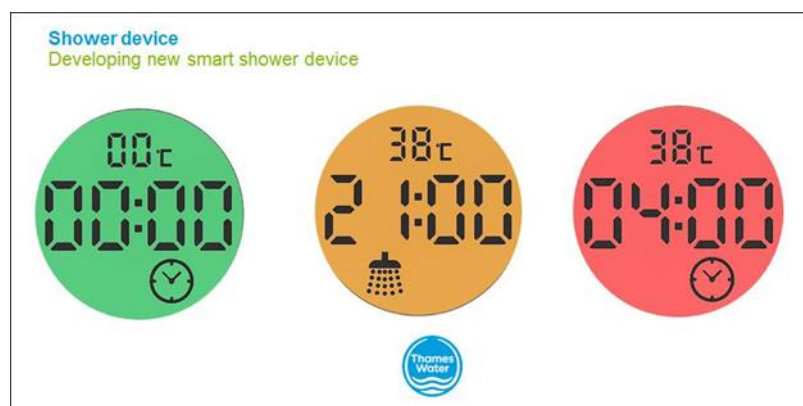 Shower device
Developing new smart shower device
00℃
00:00
38℃
21:00
38℃
04:00
Thames
Water